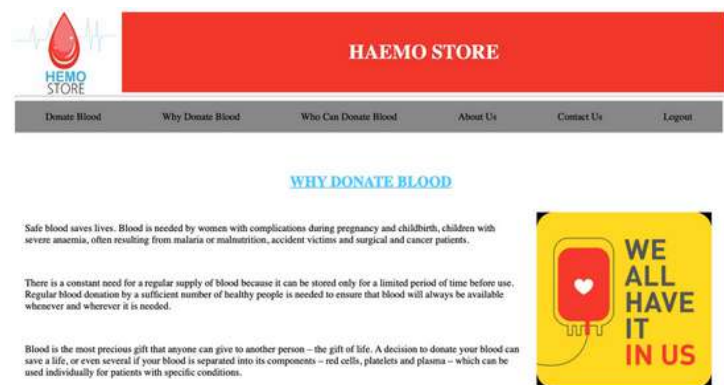 HEMO
STORE
HAEMO STORE
Donate Blood Why Donate Blood Who Can Donate Blood About Us Contact Us Logout
WHY DONATE BLOOD
Safe blood saves lives. Blood is needed by women with complications during pregnancy and childbirth, children with
severe anaemia, often resulting from malaria or malnutrition, accident victims and surgical and cancer patients.
There is a constant need for a regular supply of blood because it can be stored only for a limited period of time before use.
Regular blood donation by a sufficient number of healthy people is needed to ensure that blood will always be available
whenever and wherever it is needed.
Blood is the most precious gift that anyone can give to another person – the gift of life. A decision to donate your blood can
save a life, or even several if your blood is separated into its components – red cells, platelets and plasma – which can be
used individually for patients with specific conditions.
WE
ALL
HAVE
IT
IN US